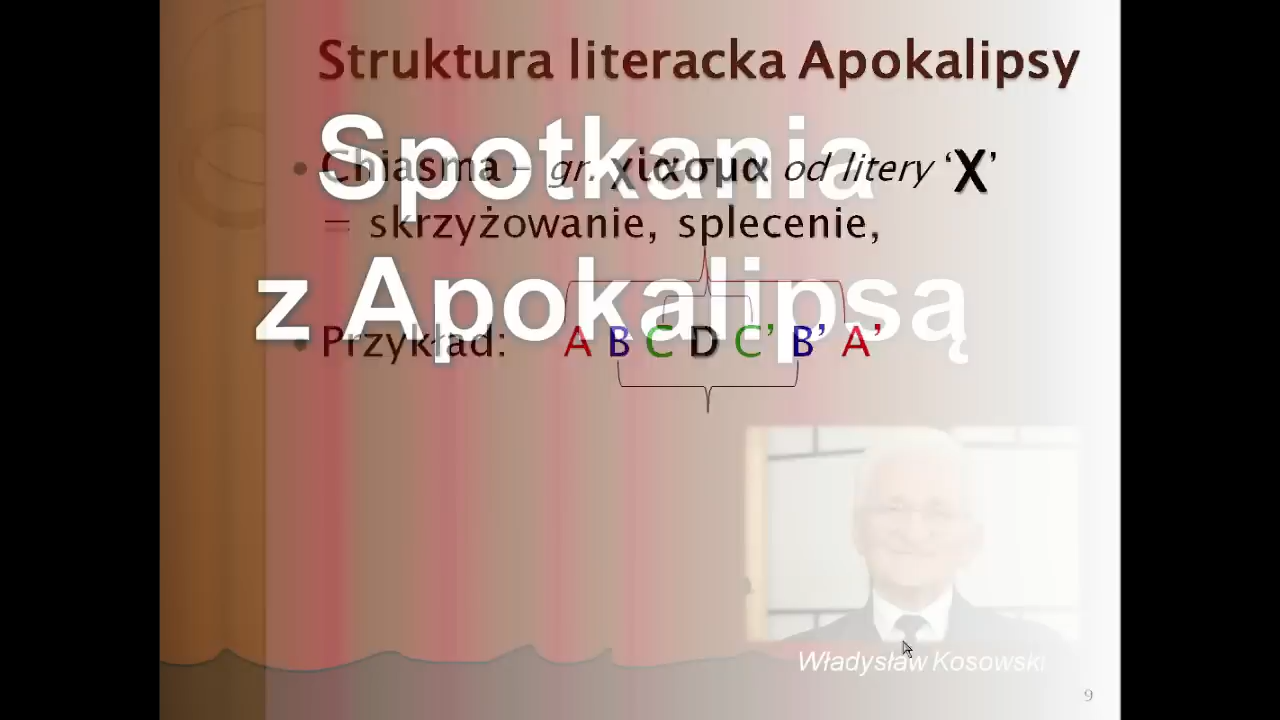 Struktura literacka Apokalipsy
Spotkania
• Chiasma – gr. χίασμα od litery ‘χ’
= skrzyżowanie, splecenie,
z Apokalipsą
• Przykład: A B C D C’ B’ A’
Władysław Kosowski
9